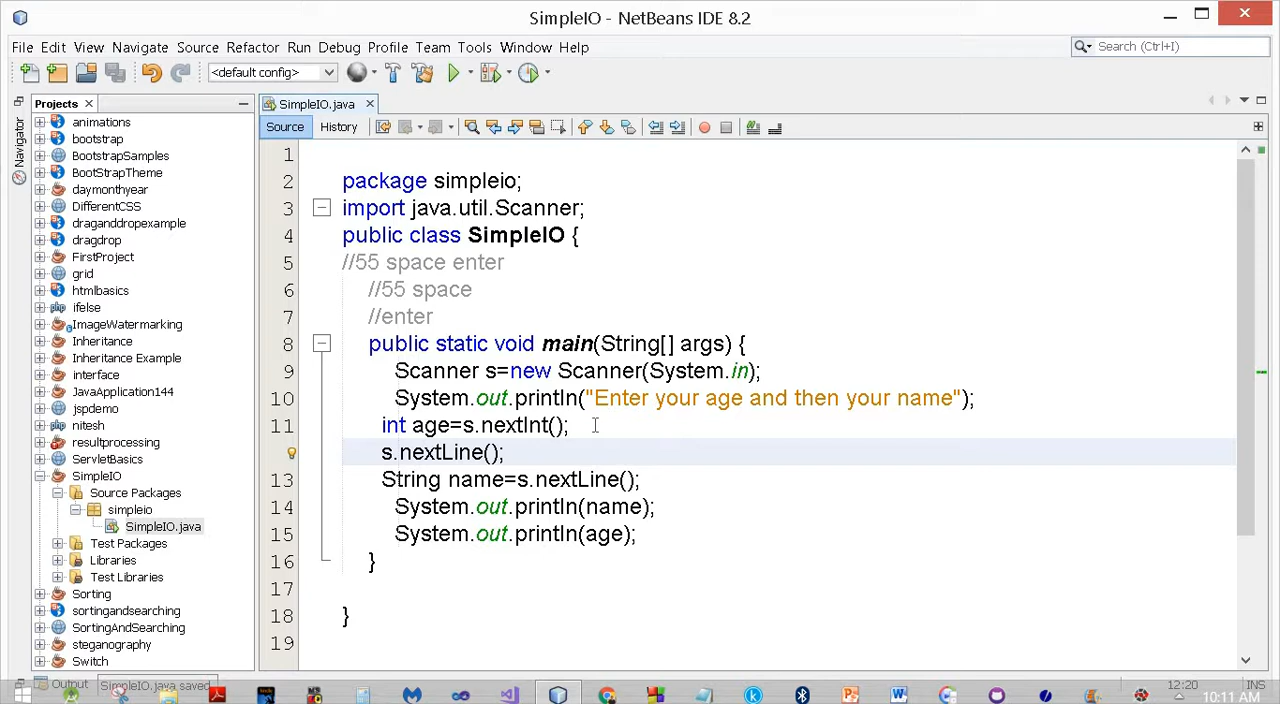 SimpleIO - NetBeans IDE 8.2
File Edit View Navigate Source Refactor Run Debug Profile Team Tools Window Help
Search (Ctrl+I)
<default config>
Projects
SimpleIO.java
Source History
Navigator
animations
bootstrap
BootstrapSamples
BootstrapTheme
daymonthyear
DifferentCSS
draganddropexample
dragdrop
FirstProject
grid
htmlbasics
ifelse
ImageWatermarking
Inheritance
Inheritance Example
interface
JavaApplication144
jspdemo
nitesh
resultprocessing
ServletBasics
SimpleIO
Source Packages
simpleio
SimpleIO.java
Test Packages
Libraries
Test Libraries
Sorting
sortingandsearching
SortingAndSearching
steganography
Switch
1
2 package simpleio;
3 import java.util.Scanner;
4 public class SimpleIO {
5 //55 space enter
6 //55 space
7 //enter
8 public static void main(String[] args) {
9 Scanner s=new Scanner(System.in);
10 System.out.println("Enter your age and then your name");
11 int age=s.nextInt();
s.nextLine();
13 String name=s.nextLine();
14 System.out.println(name);
15 System.out.println(age);
16 }
17
18 }
19
Output
SimpleIO.java saved
12:20
INS
10:11 AM